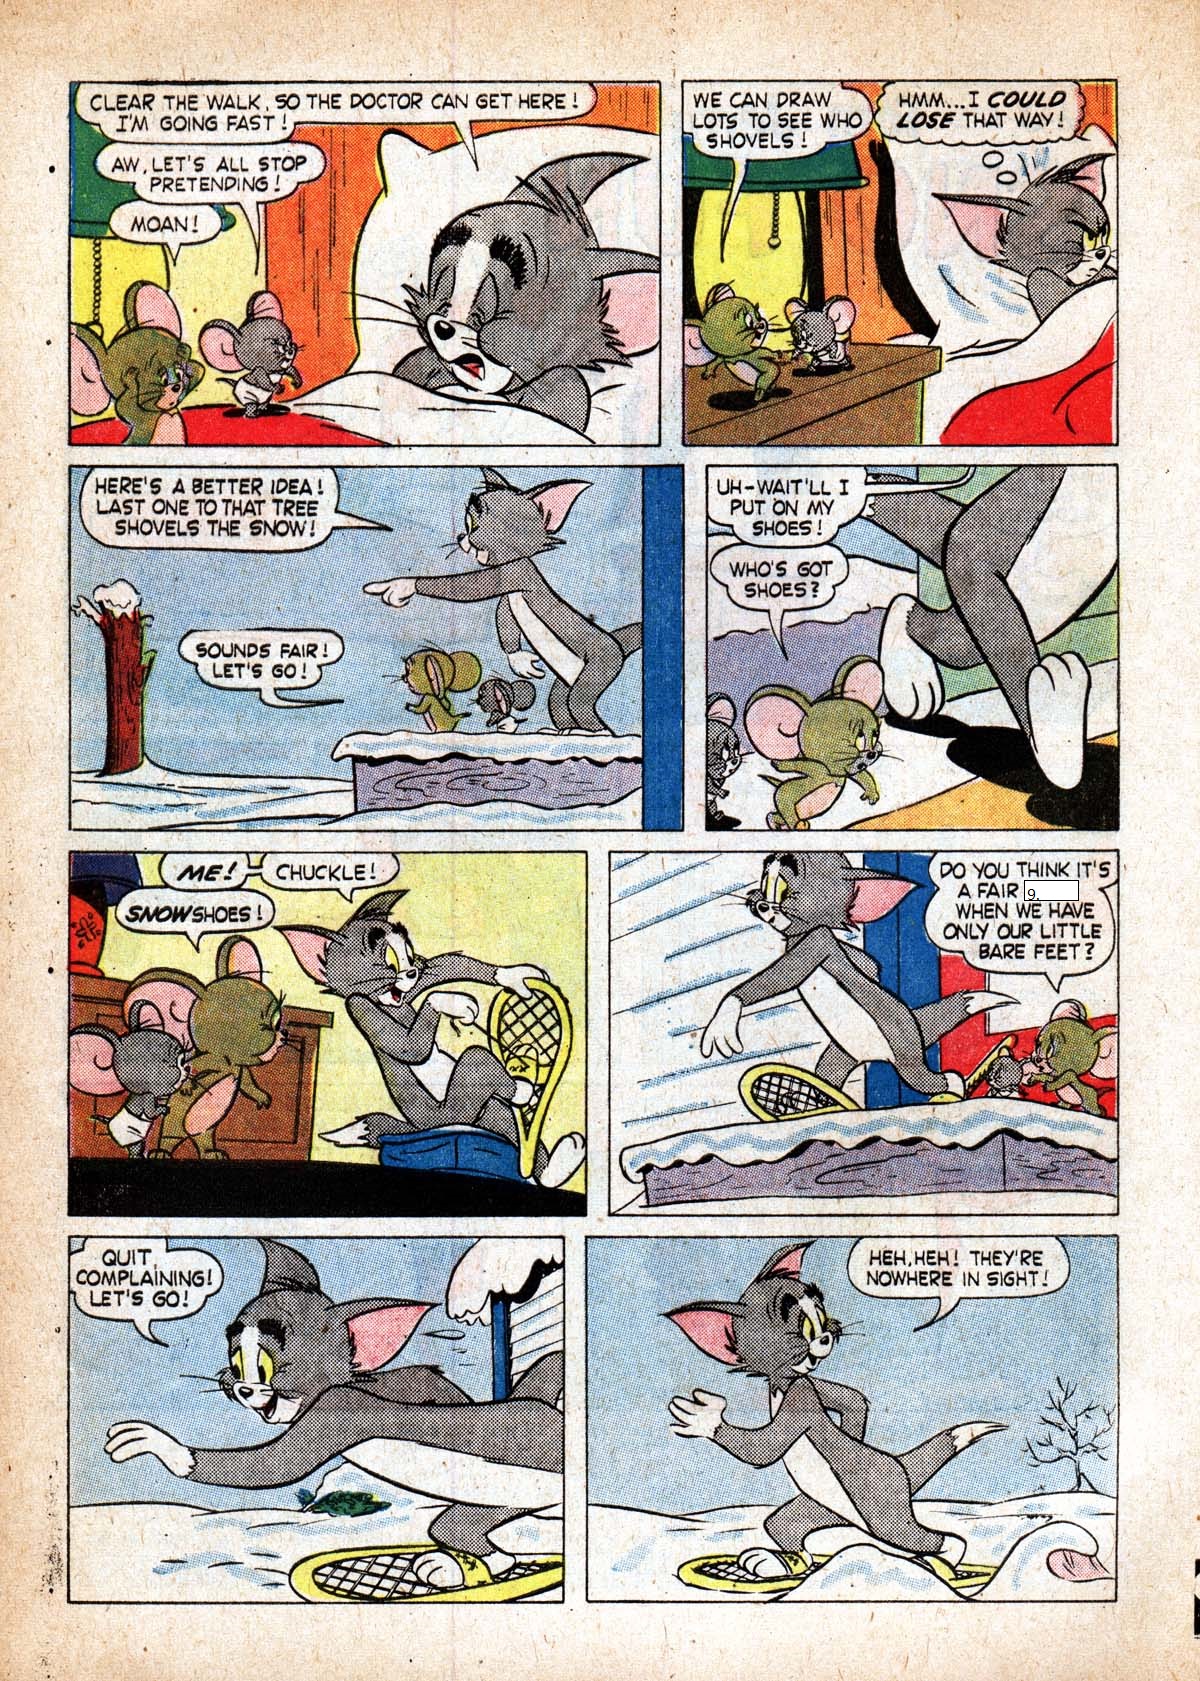 CLEAR THE WALK, SO THE DOCTOR CAN GET HERE!
I'M GOING FAST!
AW, LET'S ALL STOP
PRETENDING!
MOAN!
WE CAN DRAW
LOTS TO SEE WHO
SHOVELS!
HMM...I COULD
LOSE THAT WAY!
HERE'S A BETTER IDEA!
LAST ONE TO THAT TREE
SHOVELS THE SNOW!
SOUNDS FAIR!
LET'S GO!
UH-WAIT'LL I
PUT ON MY
SHOES!
WHO'S GOT
SHOES?
ME!
CHUCKLE!
SNOWSHOES!
DO YOU THINK IT'S
A FAIR 9.
WHEN WE HAVE
ONLY OUR LITTLE
BARE FEET?
QUIT
COMPLAINING!
LET'S GO!
HEH, HEH! THEY'RE
NOWHERE IN SIGHT!